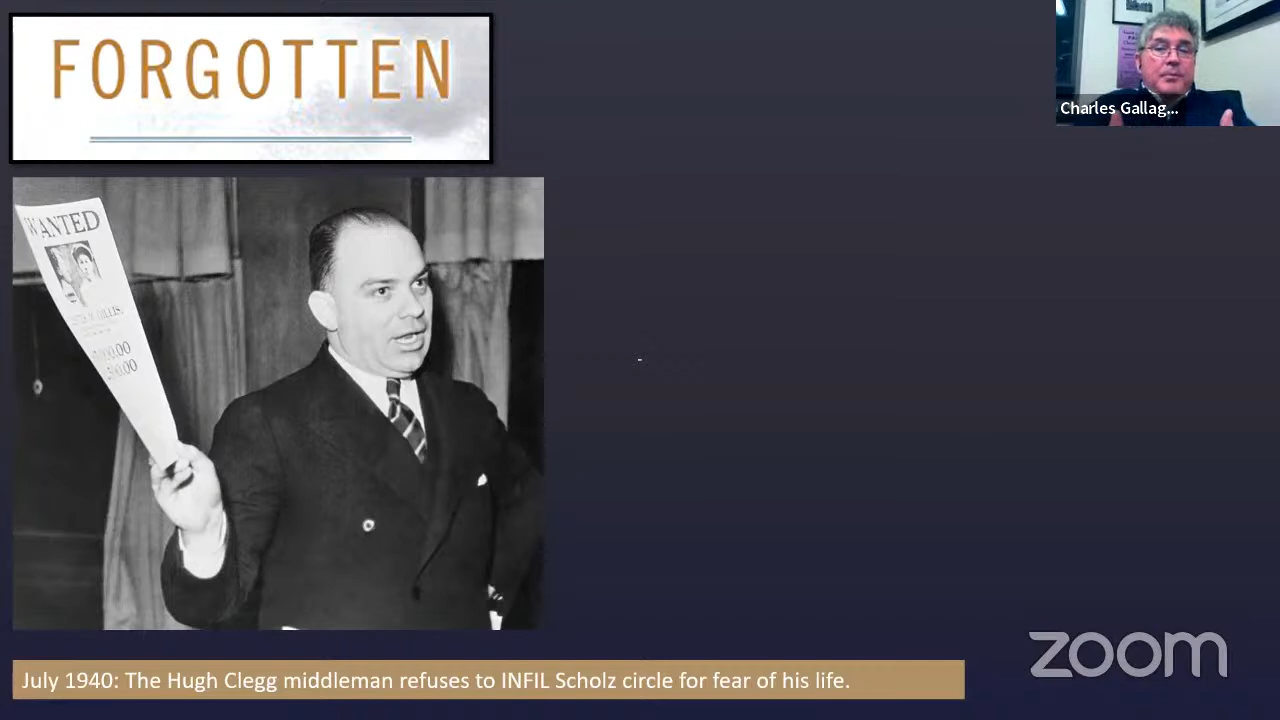 FORGOTTEN
Charles Gallag...
WANTED
July 1940: The Hugh Clegg middleman refuses to INFIL Scholz circle for fear of his life.
zoom